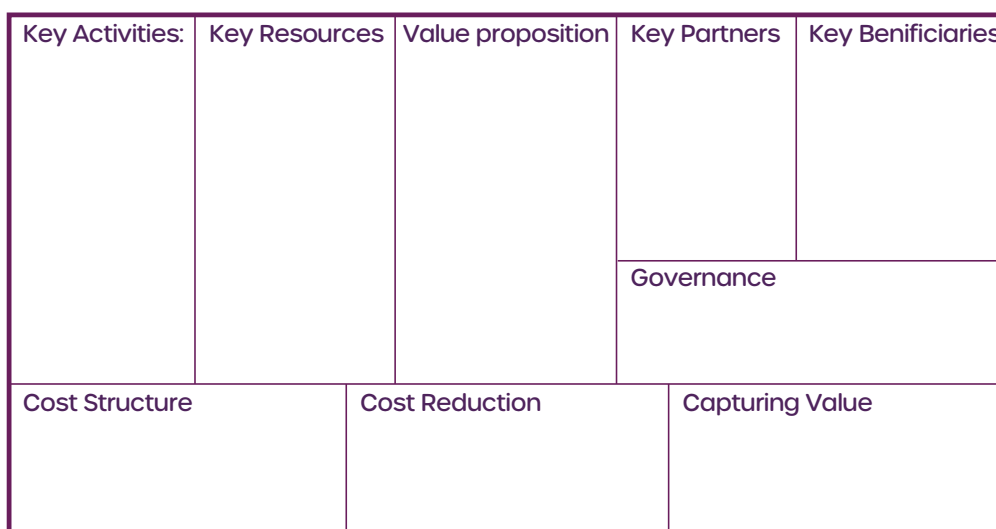 Key Activities:
Key Resources
Value proposition
Key Partners
Key Benificiaries
Governance
Cost Structure
Cost Reduction
Capturing Value